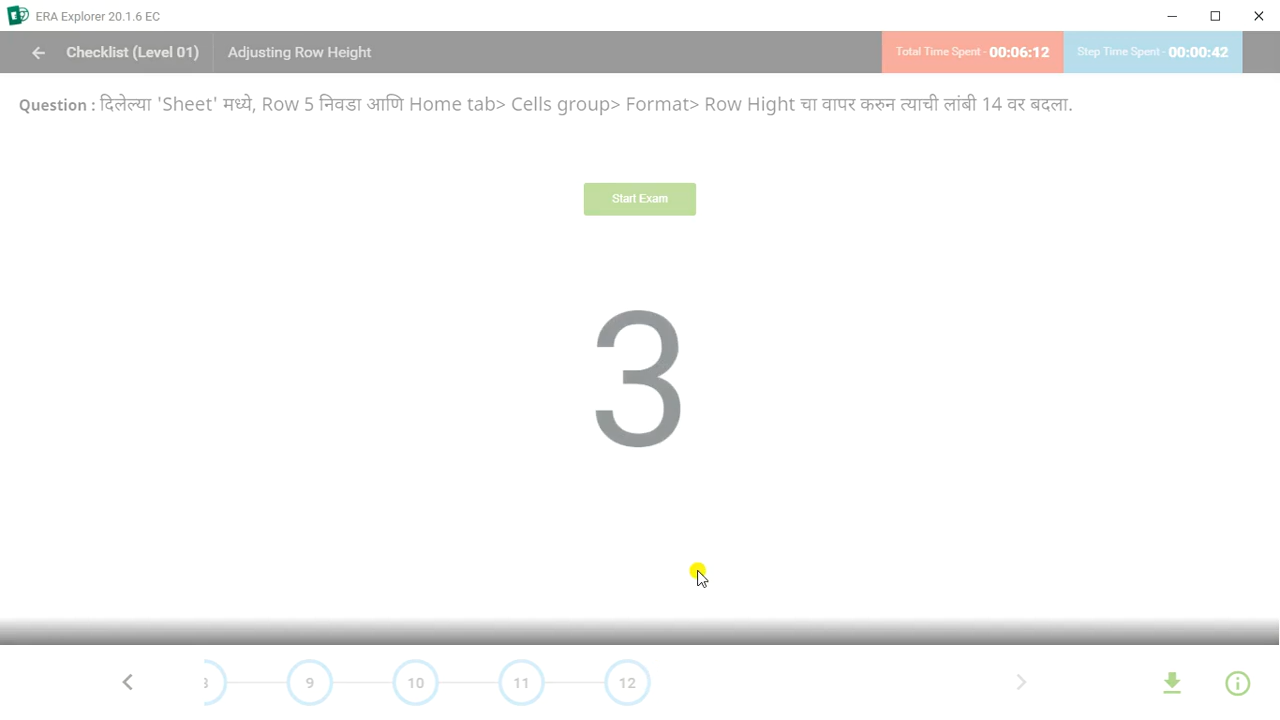 ERA Explorer 20.1.6 EC
Checklist (Level 01)
Adjusting Row Height
Total Time Spent - 00:06:12
Step Time Spent - 00:00:42
Question : दिलेल्या 'Sheet' मध्ये, Row 5 निवडा आणि Home tab> Cells group> Format> Row Hight चा वापर करुन त्याची लांबी 14 वर बदला.
Start Exam
3
9 10 11 12